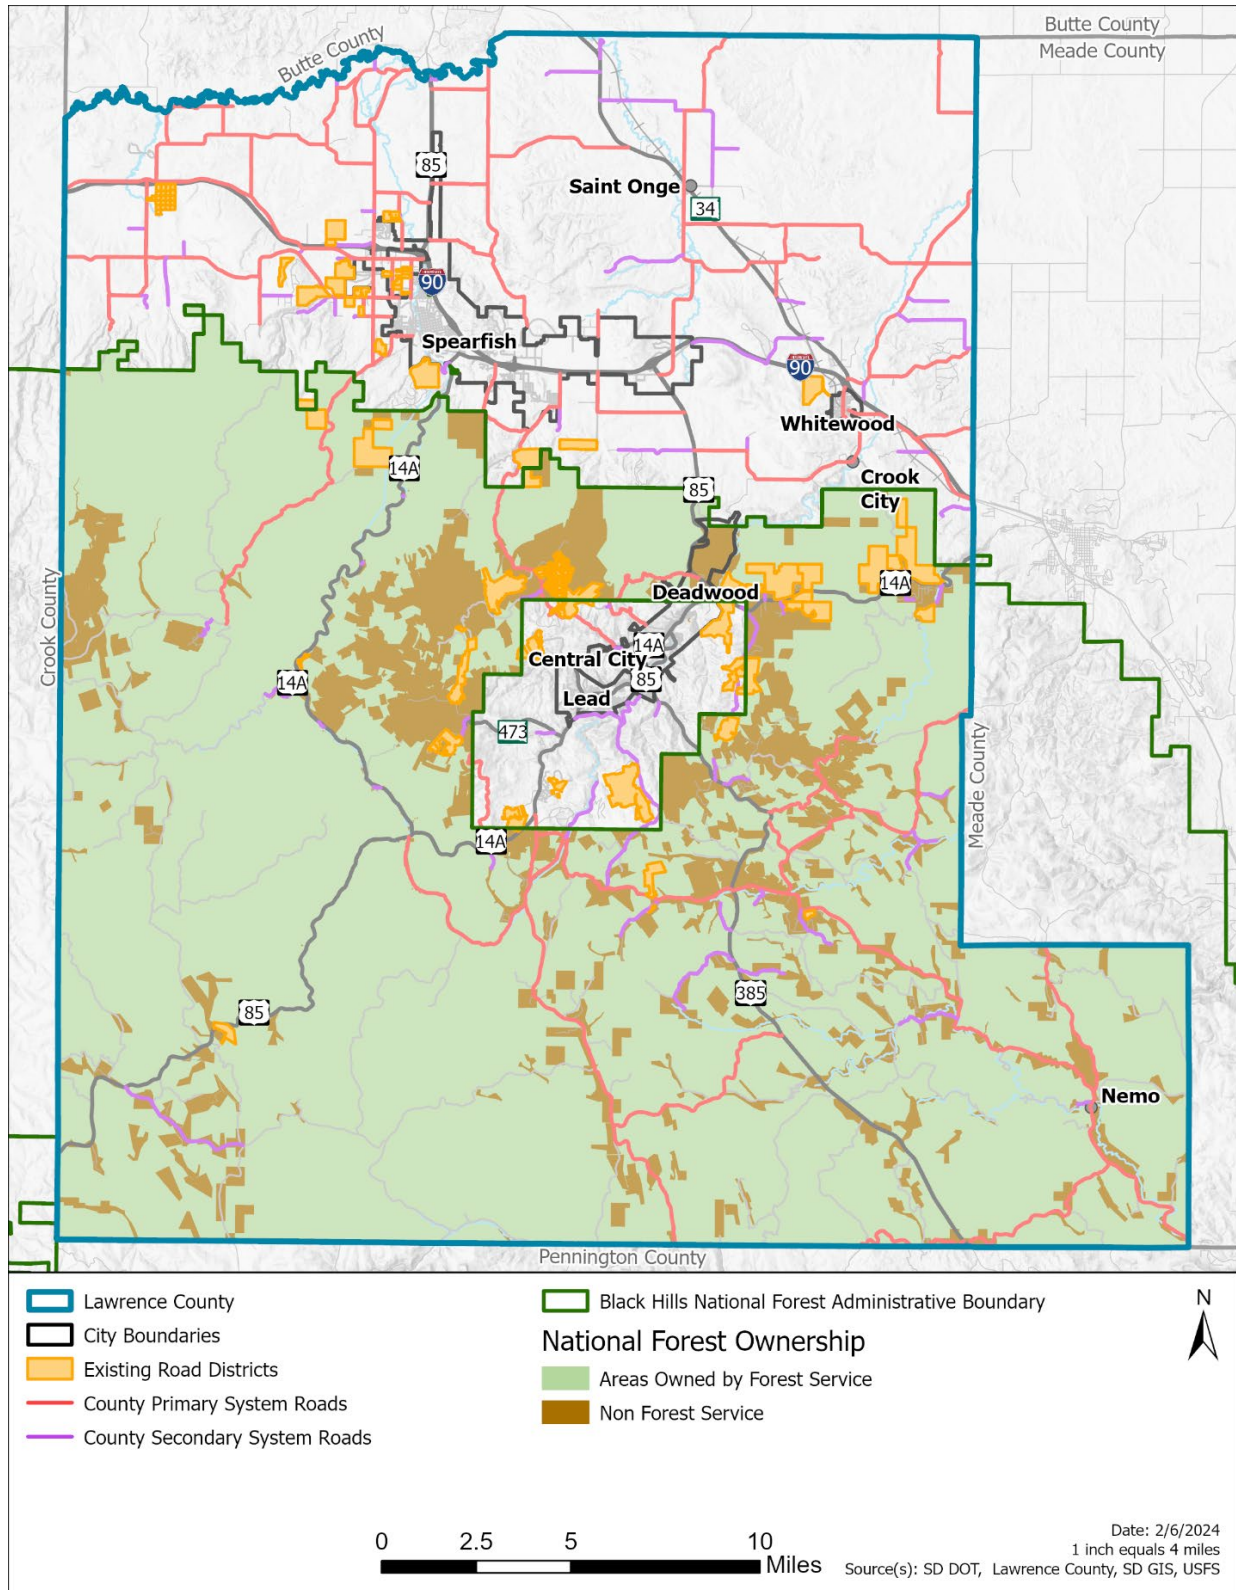 Butte County
Butte County
Meade County
85
Saint Onge
34
90
Spearfish
90
Whitewood
Crook
City
14A
85
14A
Deadwood
Crook County
14A
Central City
14A
85
Lead
473
Meade County
14A
385
85
Nemo
Pennington County
Lawrence County
City Boundaries
Existing Road Districts
County Primary System Roads
County Secondary System Roads
Black Hills National Forest Administrative Boundary
National Forest Ownership
Areas Owned by Forest Service
Non Forest Service
N
0 2.5 5 10
Miles
Date: 2/6/2024
1 inch equals 4 miles
Source(s): SD DOT, Lawrence County, SD GIS, USFS